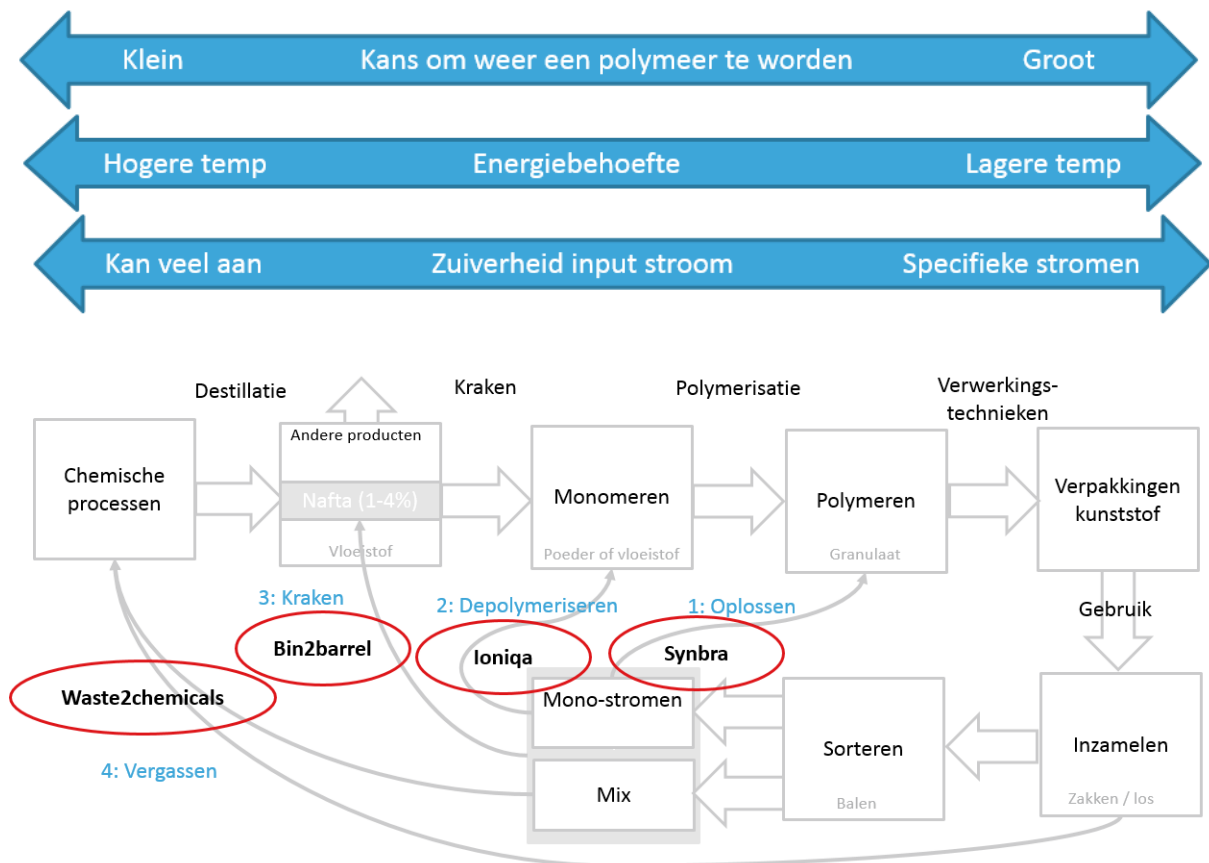 Klein Kans om weer een polymeer te worden Groot
Hogere temp Energiebehoefte Lagere temp
Kan veel aan Zuiverheid input stroom Specifieke stromen
Destillatie
Kraken
Polymerisatie
Verwerkings-
technieken
Chemische
processen
Andere producten
Nafta (1-4%)
Vloeistof
Monomeren
Poeder of vloeistof
Polymeren
Granulaat
Verpakkingen
kunststof
3: Kraken
2: Depolymeriseren
1: Oplossen
Gebruik
Bin2barrel
Ioniqa
Synbra
Waste2chemicals
4: Vergassen
Mono-stromen
Mix
Sorteren
Balen
Inzamelen
Zakken / los